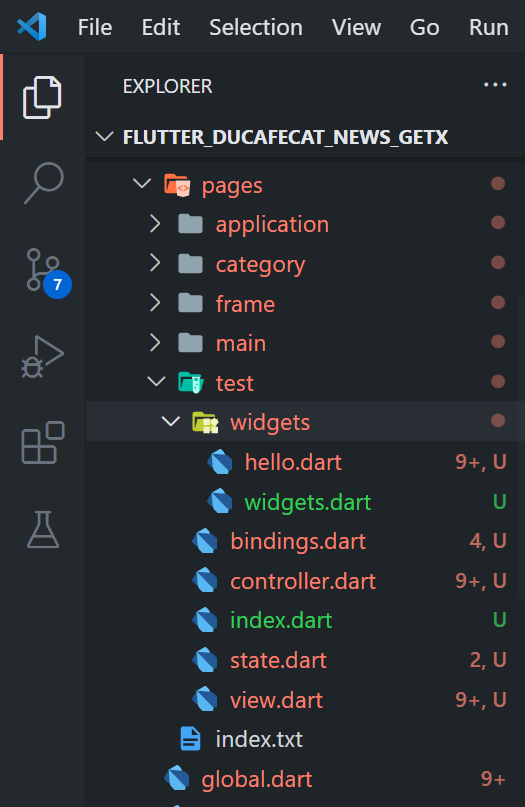 File Edit Selection View Go Run
EXPLORER ...
FLUTTER_DUCAFECAT_NEWS_GETX
pages
application
category
frame
main
test
widgets
hello.dart 9+, U
widgets.dart U
bindings.dart 4, U
controller.dart 9+, U
index.dart U
state.dart 2, U
view.dart 9+, U
index.txt
global.dart 9+
7